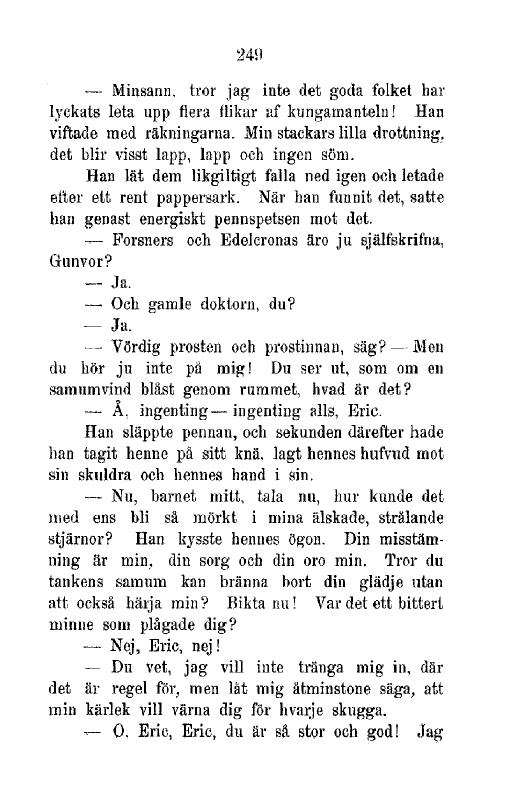 249
— Minsann, tror jag inte det goda folket har
lyckats leta upp flera flikar af kungamanteln! Han
viftade med räkningarna. Min stackars lilla drottning,
det blir visst lapp, lapp och ingen söm.
Han lät dem likgiltigt falla ned igen och letade
efter ett rent pappersark. När han funnit det, satte
han genast energiskt pennspetsen mot det.
— Forsners och Edelcronas äro ju själfskrifna,
Gunvor?
— Ja.
— Och gamle doktorn, du?
— Ja.
— Vördig prosten och prostinnan, säg? — Men
du hör ju inte på mig! Du ser ut, som om en
samumvind blåst genom rummet, hvad är det?
— Å, ingenting — ingenting alls, Eric.
Han släppte pennan, och sekunden därefter hade
han tagit henne på sitt knä, lagt hennes hufvud mot
sin skuldra och hennes hand i sin.
— Nu, barnet mitt, tala nu, hur kunde det
med ens bli så mörkt i mina älskade, strålande
stjärnor? Han kysste hennes ögon. Din misstäm-
ning är min, din sorg och din oro min. Tror du
tankens samum kan bränna bort din glädje utan
att också härja min? Bikta nu! Var det ett bittert
minne som plågade dig?
— Nej, Eric, nej!
— Du vet, jag vill inte tränga mig in, där
det är regel för, men låt mig åtminstone säga, att
min kärlek vill värna dig för hvarje skugga.
— O, Eric, Eric, du är så stor och god! Jag